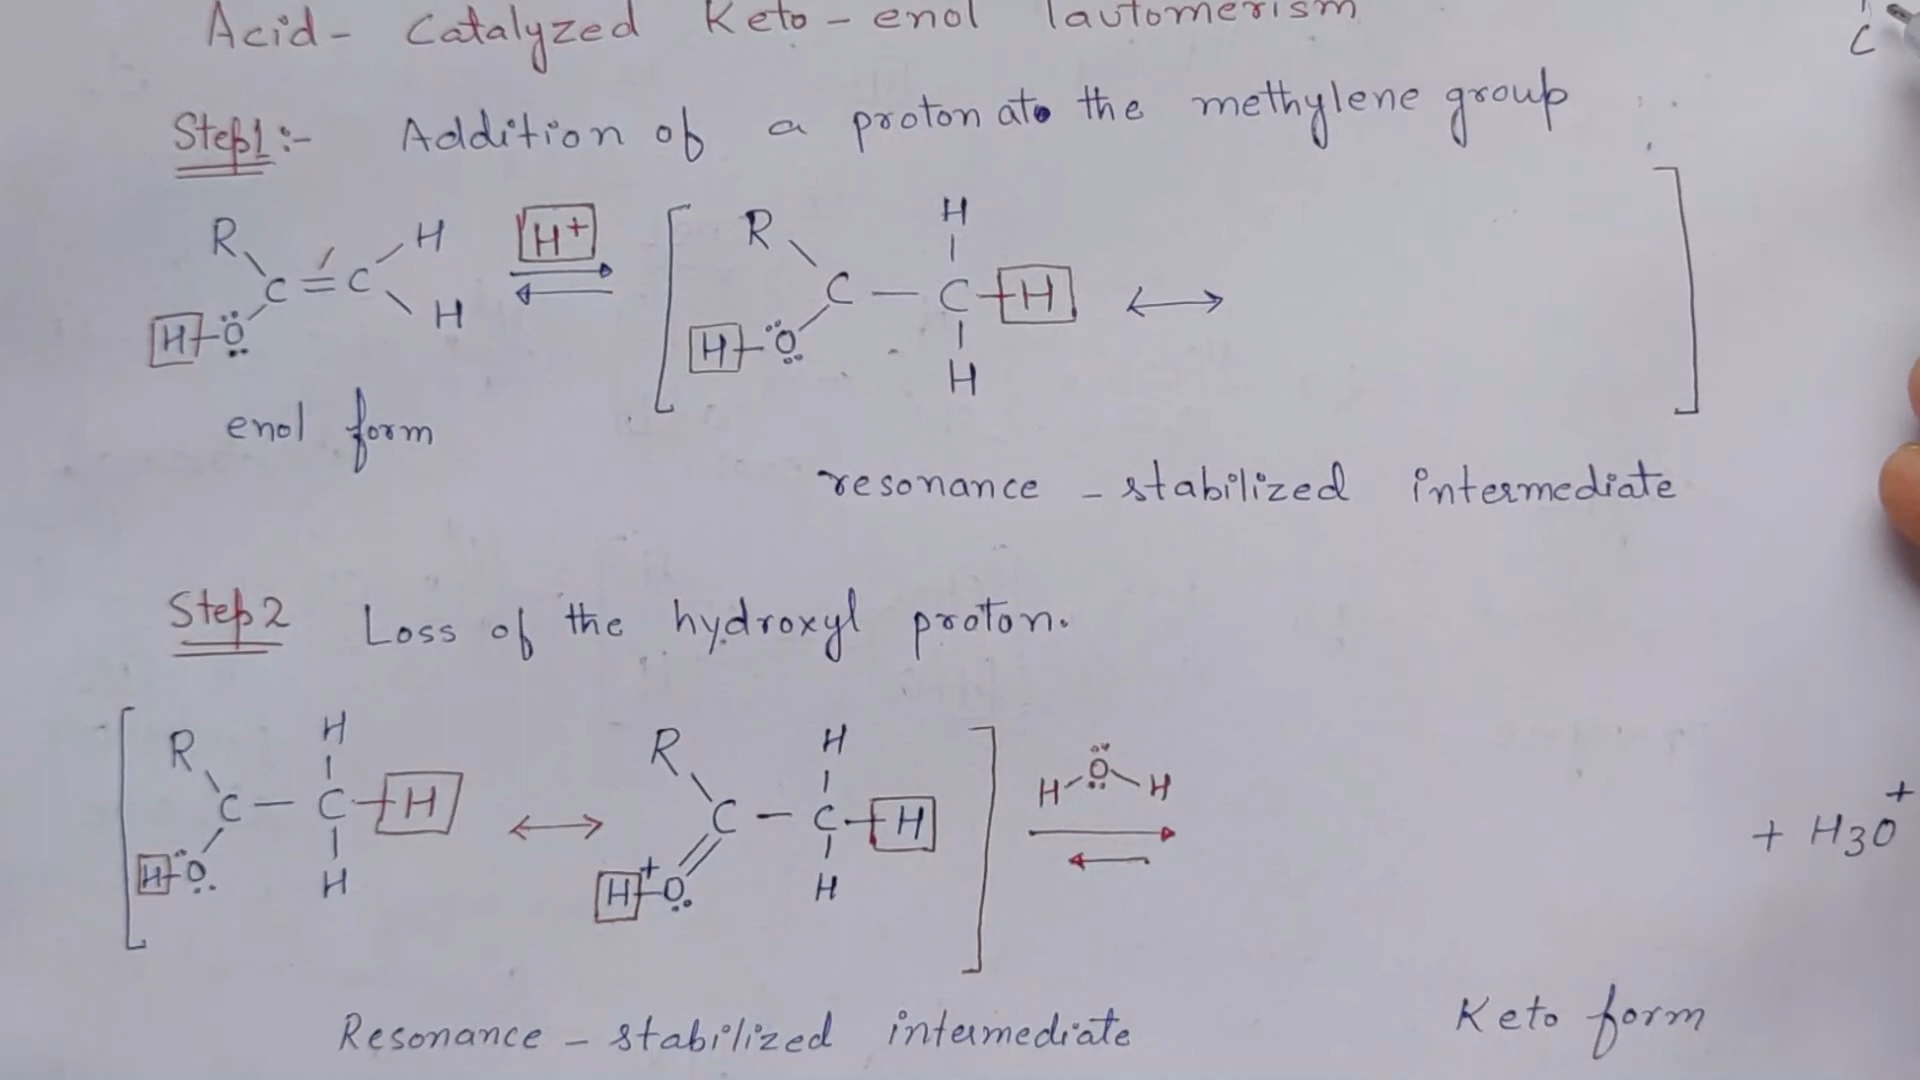 Acid- Catalyzed Keto-enol tautomerism
Step1:- Addition of a proton ato the methylene group
R C=C H H H-O H+ R C-C H H H H-O ↔
enol form
resonance-stabilized intermediate
Step2 Loss of the hydroxyl proton.
R C-C H H H H-O ↔ R C-C H H H H-O+ H-O-H + H3O+
Resonance-stabilized intermediate
Keto form
C